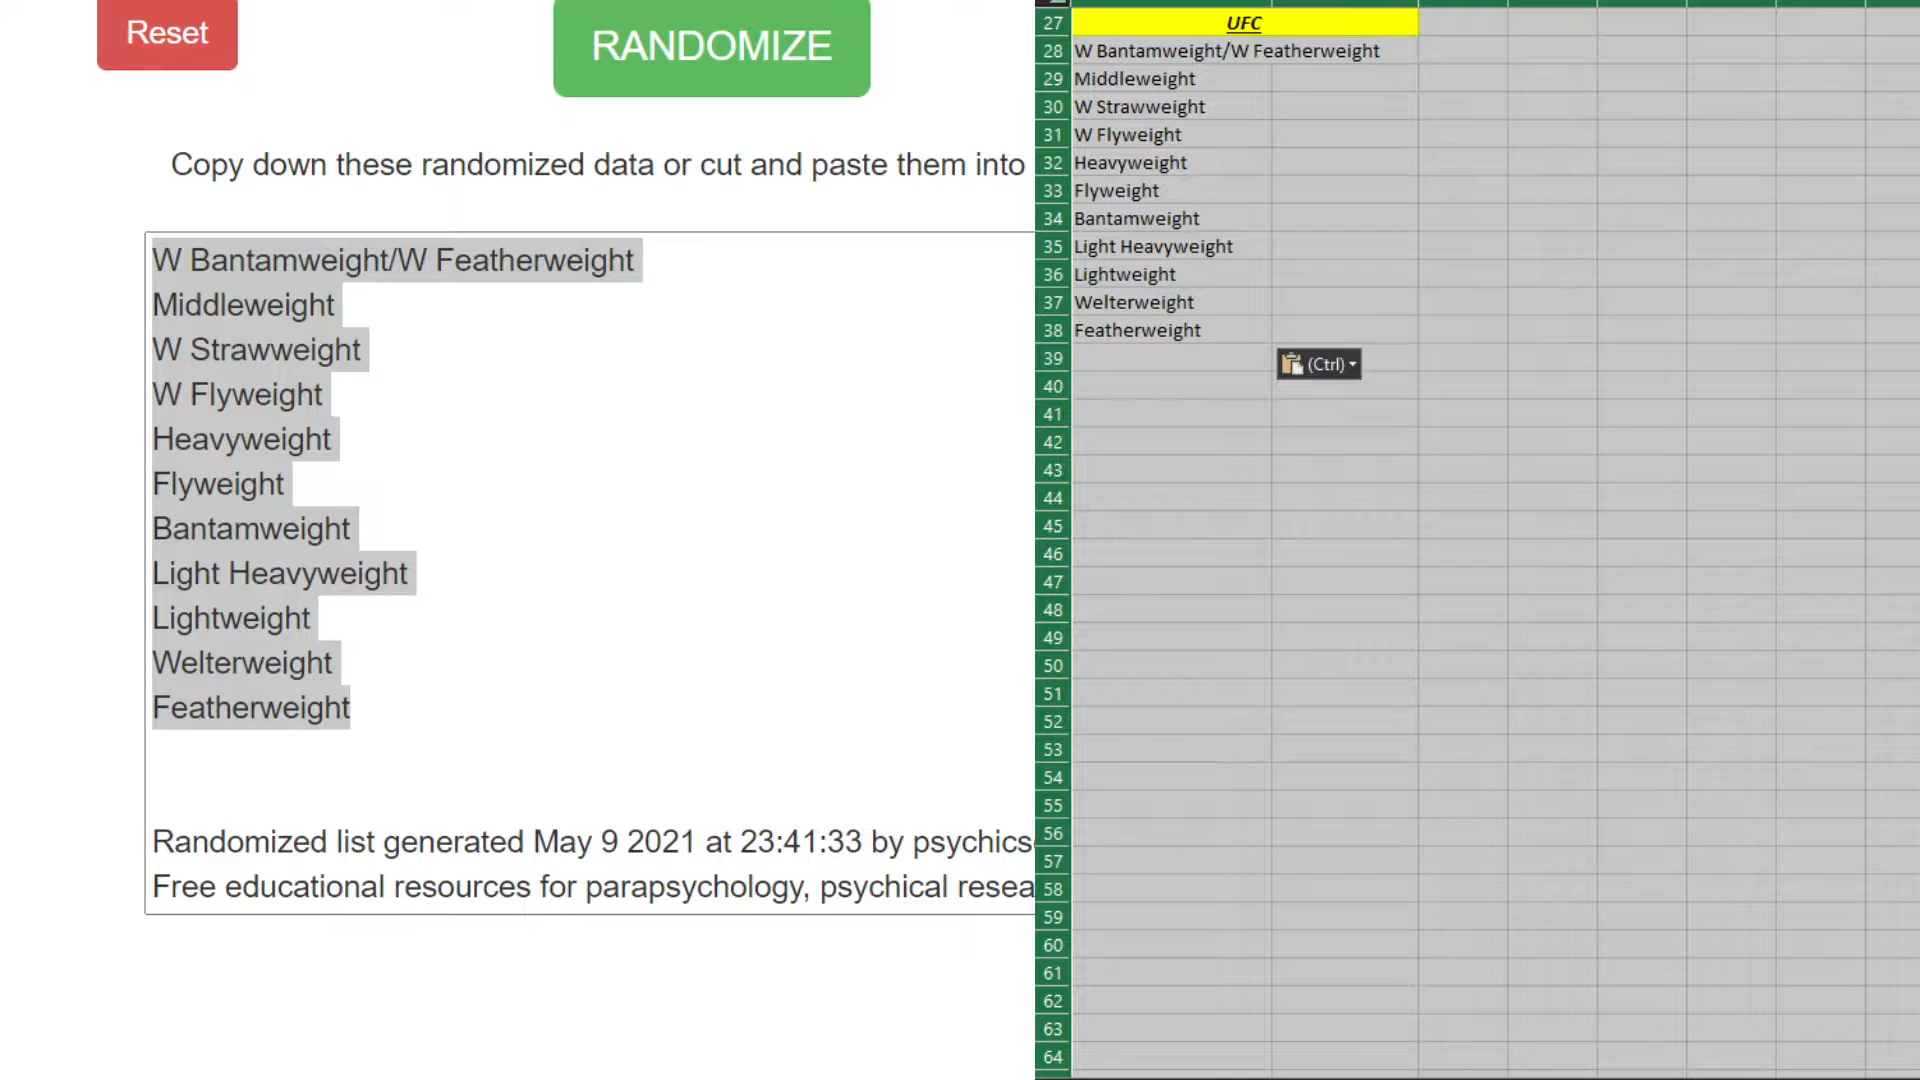 Reset
RANDOMIZE
Copy down these randomized data or cut and paste them into
W Bantamweight/W Featherweight
Middleweight
W Strawweight
W Flyweight
Heavyweight
Flyweight
Bantamweight
Light Heavyweight
Lightweight
Welterweight
Featherweight
Randomized list generated May 9 2021 at 23:41:33 by psychics
Free educational resources for parapsychology, psychical resea
27 UFC
28 W Bantamweight/W Featherweight
29 Middleweight
30 W Strawweight
31 W Flyweight
32 Heavyweight
33 Flyweight
34 Bantamweight
35 Light Heavyweight
36 Lightweight
37 Welterweight
38 Featherweight
39 (Ctrl)
40
41
42
43
44
45
46
47
48
49
50
51
52
53
54
55
56
57
58
59
60
61
62
63
64